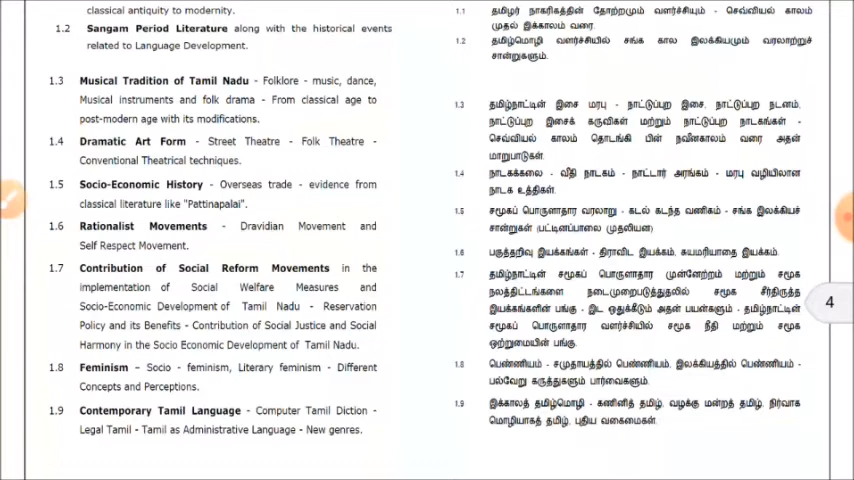 classical antiquity to modernity.
1.2 Sangam Period Literature along with the historical events
related to Language Development.
1.3 Musical Tradition of Tamil Nadu - Folklore - music, dance,
Musical instruments and folk drama - From classical age to
post-modern age with its modifications.
1.4 Dramatic Art Form - Street Theatre - Folk Theatre -
Conventional Theatrical techniques.
1.5 Socio-Economic History - Overseas trade - evidence from
classical literature like "Pattinapalai".
1.6 Rationalist Movements - Dravidian Movement and
Self Respect Movement.
1.7 Contribution of Social Reform Movements in the
implementation of Social Welfare Measures and
Socio-Economic Development of Tamil Nadu - Reservation
Policy and its Benefits - Contribution of Social Justice and Social
Harmony in the Socio Economic Development of Tamil Nadu.
1.8 Feminism – Socio - feminism, Literary feminism - Different
Concepts and Perceptions.
1.9 Contemporary Tamil Language - Computer Tamil Diction -
Legal Tamil - Tamil as Administrative Language - New genres.
1.1 தமிழர் நாகரிகத்தின் தோற்றமும் வளர்ச்சியும் - செவ்வியல் காலம்
முதல் இக்காலம் வரை.
1.2 தமிழ்மொழி வளர்ச்சியில் சங்க கால இலக்கியமும் வரலாற்றுச்
சான்றுகளும்.
1.3 தமிழ்நாட்டின் இசை மரபு - நாட்டுப்புற இசை, நாட்டுப்புற நடனம்,
நாட்டுப்புற இசைக் கருவிகள் மற்றும் நாட்டுப்புற நாடகங்கள் -
செவ்வியல் காலம் தொடங்கி பின் நவீனகாலம் வரை அதன்
மாறுபாடுகள்.
1.4 நாடகக்கலை - வீதி நாடகம் - நாட்டார் அரங்கம் - மரபு வழியிலான
நாடக உத்திகள்.
1.5 சமூகப் பொருளாதார வரலாறு - கடல் கடந்த வணிகம் - சங்க இலக்கியச்
சான்றுகள் (பட்டினப்பாலை முதலியன)
1.6 பகுத்தறிவு இயக்கங்கள் - திராவிட இயக்கம், சுயமரியாதை இயக்கம்.
1.7 தமிழ்நாட்டின் சமூகப் பொருளாதார முன்னேற்றம் மற்றும் சமூக
நலத்திட்டங்களை நடைமுறைபடுத்துதலில் சமூக சீர்திருத்த
இயக்கங்களின் பங்கு - இட ஒதுக்கீடும் அதன் பயன்களும் - தமிழ்நாட்டின்
சமூகப் பொருளாதார வளர்ச்சியில் சமூக நீதி மற்றும் சமூக
ஒற்றுமையின் பங்கு.
1.8 பெண்ணியம் - சமுதாயத்தில் பெண்ணியம், இலக்கியத்தில் பெண்ணியம் -
பல்வேறு கருத்துகளும் பார்வைகளும்.
1.9 இக்காலத் தமிழ்மொழி - கணினித் தமிழ், வழக்கு மன்றத் தமிழ், நிர்வாக
மொழியாகத் தமிழ், புதிய வகைமைகள்.
4